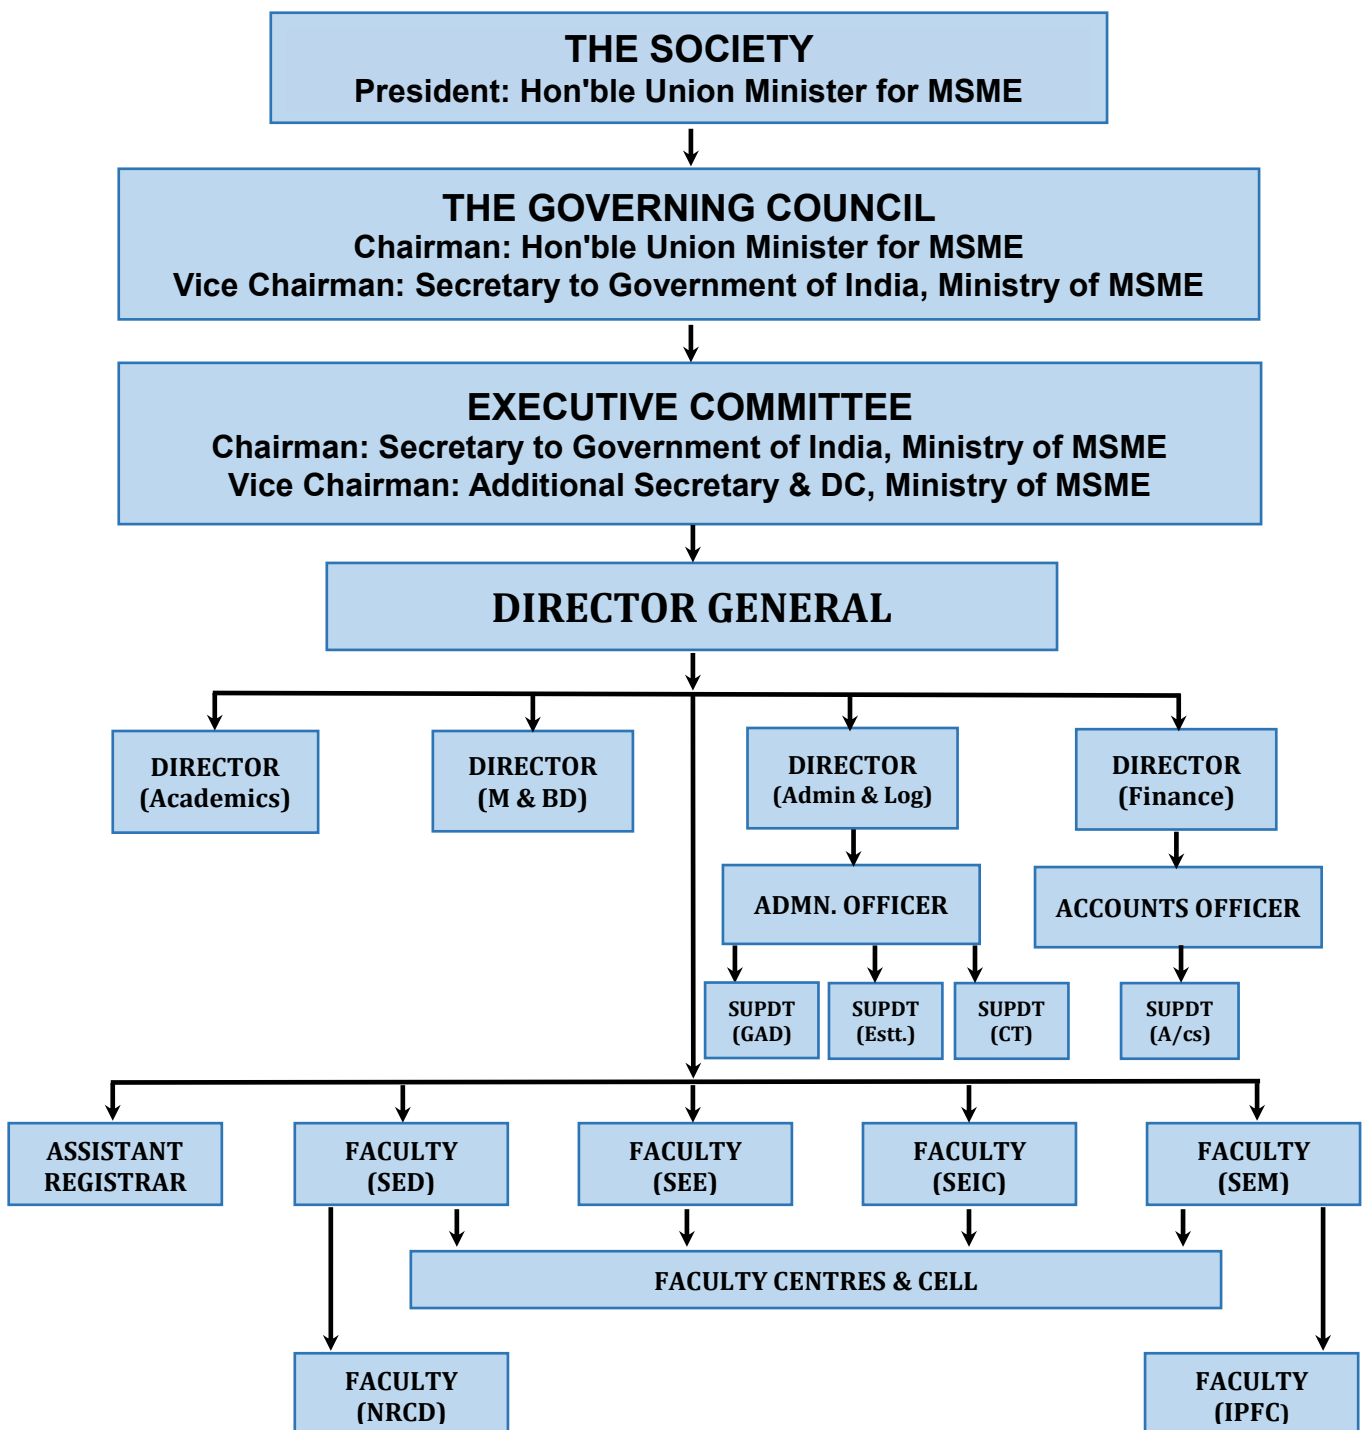 THE SOCIETY
President: Hon'ble Union Minister for MSME
THE GOVERNING COUNCIL
Chairman: Hon'ble Union Minister for MSME
Vice Chairman: Secretary to Government of India, Ministry of MSME
EXECUTIVE COMMITTEE
Chairman: Secretary to Government of India, Ministry of MSME
Vice Chairman: Additional Secretary & DC, Ministry of MSME
DIRECTOR GENERAL
DIRECTOR
(Academics)
DIRECTOR
(M & BD)
DIRECTOR
(Admin & Log)
DIRECTOR
(Finance)
ADMN. OFFICER
ACCOUNTS OFFICER
SUPDT
(GAD)
SUPDT
(Estt.)
SUPDT
(CT)
SUPDT
(A/cs)
ASSISTANT
REGISTRAR
FACULTY
(SED)
FACULTY
(SEE)
FACULTY
(SEIC)
FACULTY
(SEM)
FACULTY CENTRES & CELL
FACULTY
(NRCD)
FACULTY
(IPFC)